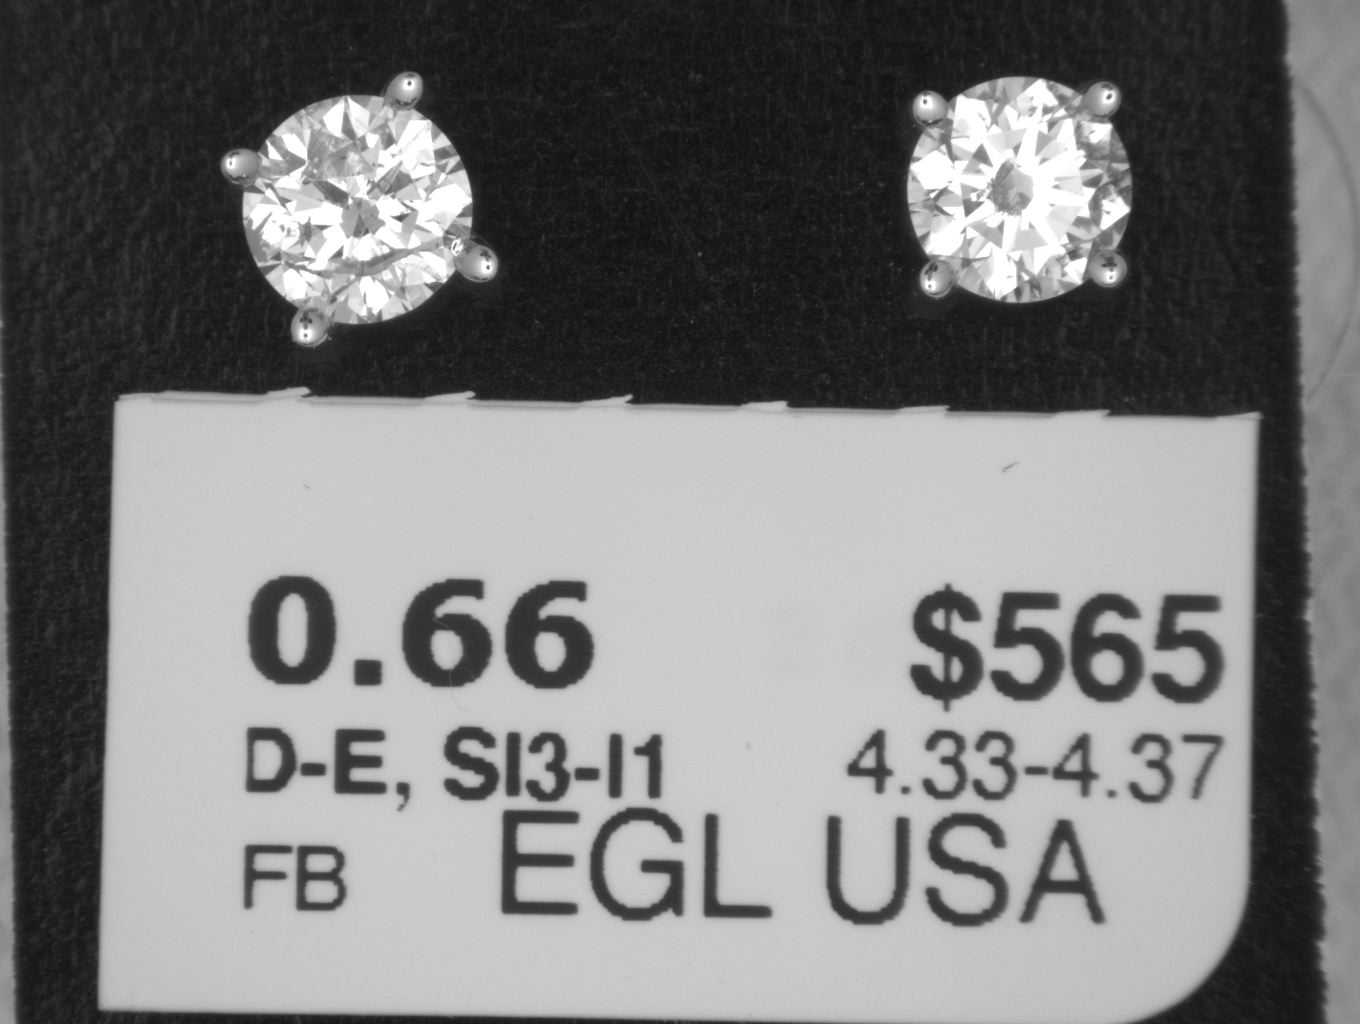 0.66 $565
D-E, SI3-I1 4.33-4.37
FB EGL USA